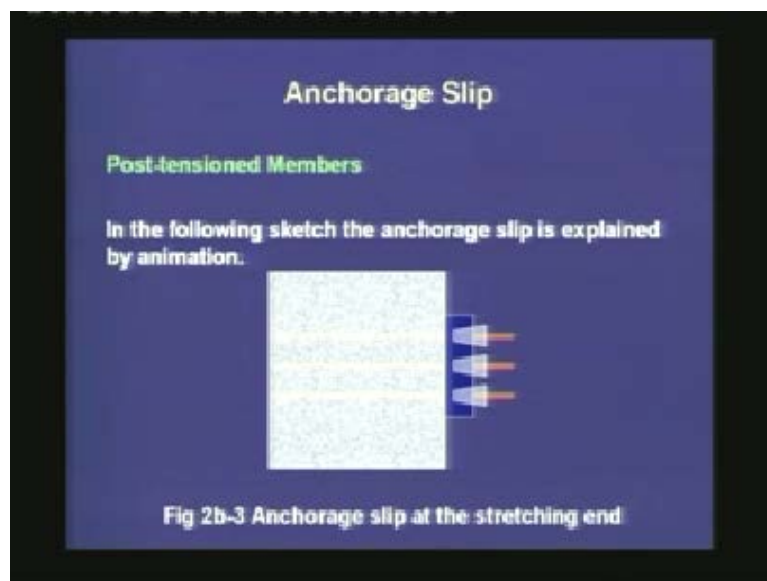 Anchorage Slip
Post-tensioned Members
In the following sketch the anchorage slip is explained
by animation.
Fig 2b-3 Anchorage slip at the stretching end